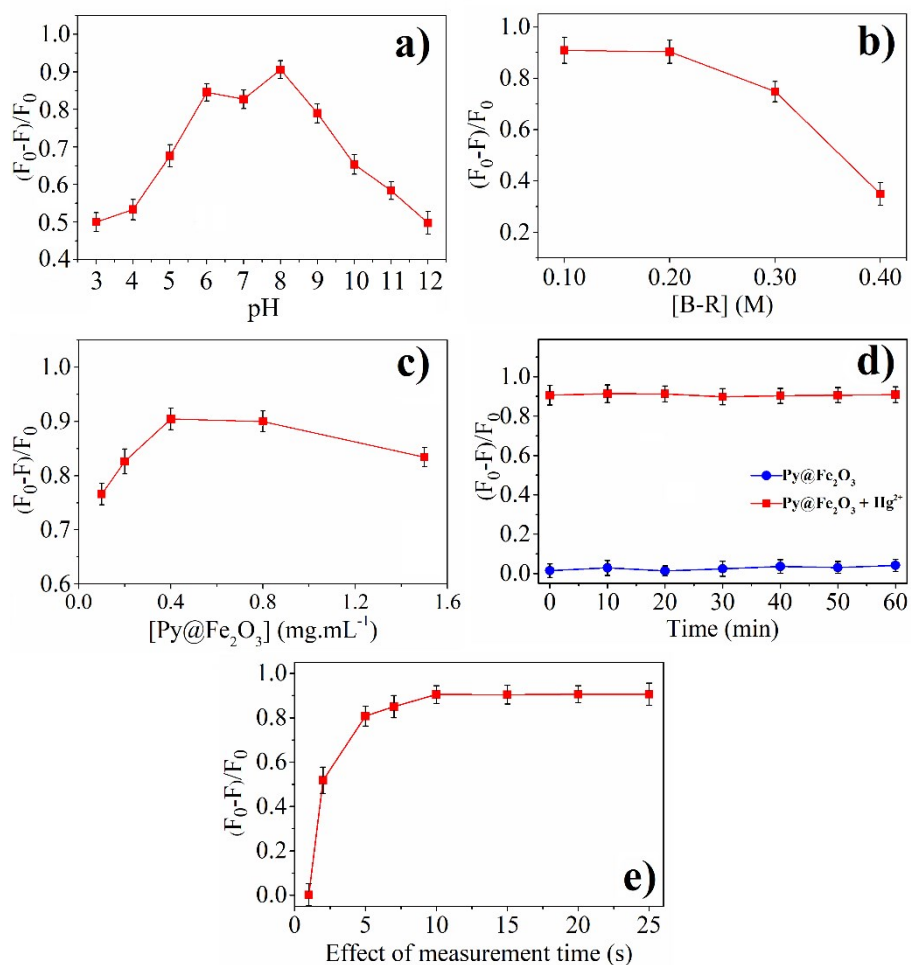 a)
(F₀-F)/F₀
1.0
0.9
0.8
0.7
0.6
0.5
0.4
3 4 5 6 7 8 9 10 11 12
pH
b)
(F₀-F)/F₀
1.0
0.8
0.6
0.4
0.2
0.10 0.20 0.30 0.40
[B-R] (M)
c)
(F₀-F)/F₀
1.0
0.9
0.8
0.7
0.6
0.0 0.4 0.8 1.2 1.6
[Py@Fe₂O₃] (mg.mL⁻¹)
d)
(F₀-F)/F₀
1.0
0.8
0.6
0.4
0.2
0.0
Py@Fe₂O₃
Py@Fe₂O₃ + Hg²⁺
0 10 20 30 40 50 60
Time (min)
e)
(F₀-F)/F₀
1.0
0.8
0.6
0.4
0.2
0.0
0 5 10 15 20 25
Effect of measurement time (s)